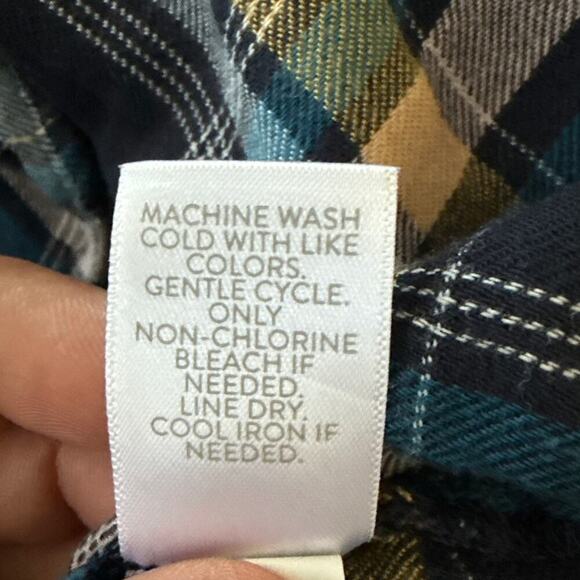 MACHINE WASH
COLD WITH LIKE
COLORS.
GENTLE CYCLE.
ONLY
NON-CHLORINE
BLEACH IF
NEEDED.
LINE DRY.
COOL IRON IF
NEEDED.